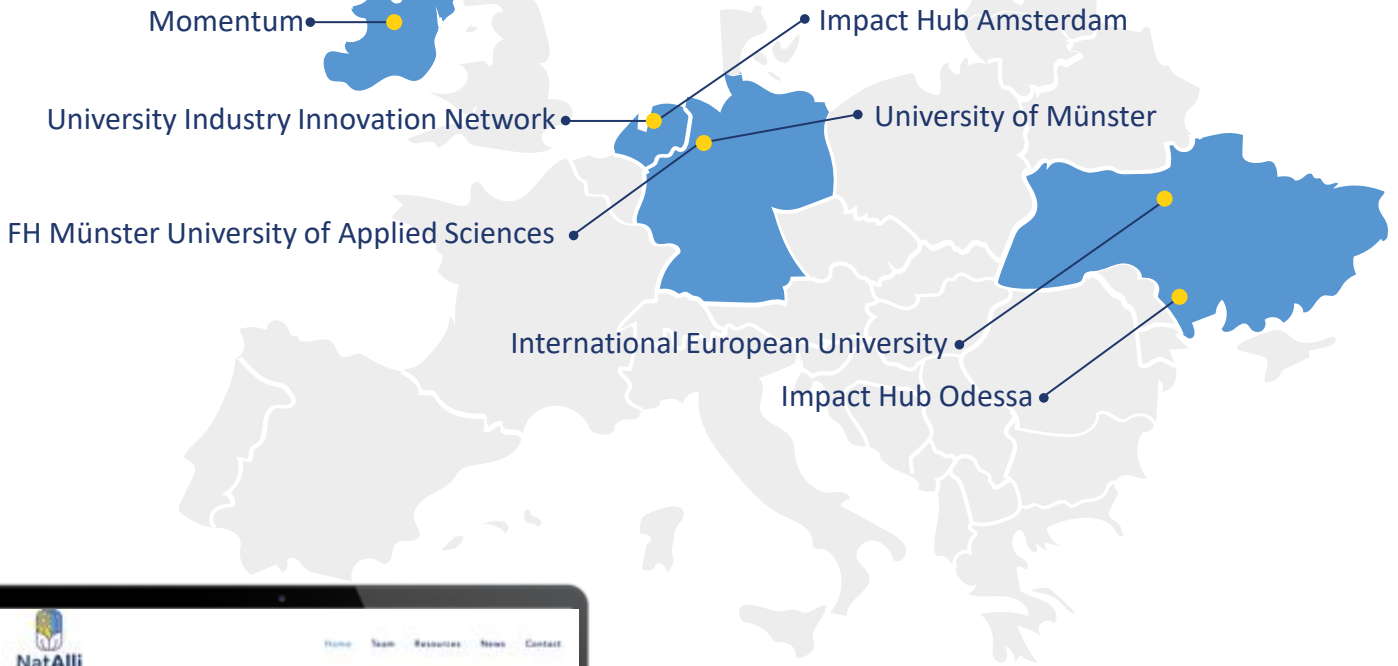 Momentum
Impact Hub Amsterdam
University Industry Innovation Network
University of Münster
FH Münster University of Applied Sciences
International European University
Impact Hub Odessa
Home Team Resources News Contact
NatAlli